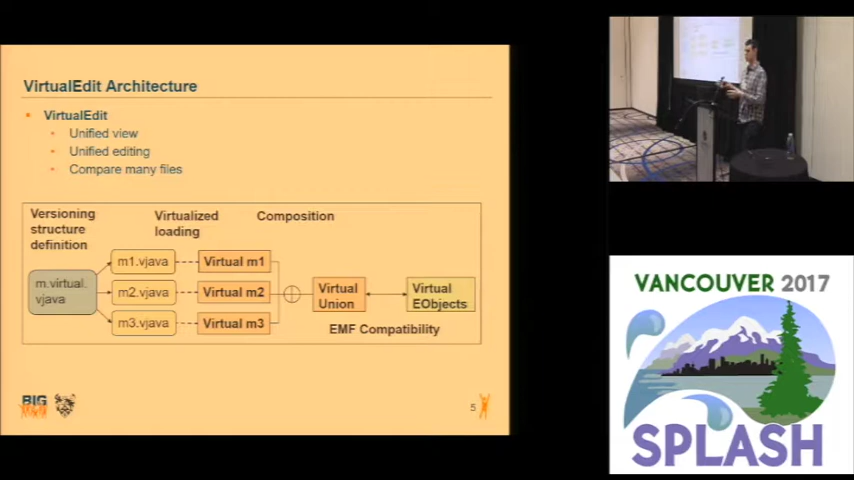 VirtualEdit Architecture
VirtualEdit
Unified view
Unified editing
Compare many files
Versioning
structure
definition
Virtualized
loading
Composition
m.virtual.
vjava
m1.vjava
m2.vjava
m3.vjava
Virtual m1
Virtual m2
Virtual m3
Virtual
Union
Virtual
EObjects
EMF Compatibility
BIG
5
VANCOUVER 2017
SPLASH